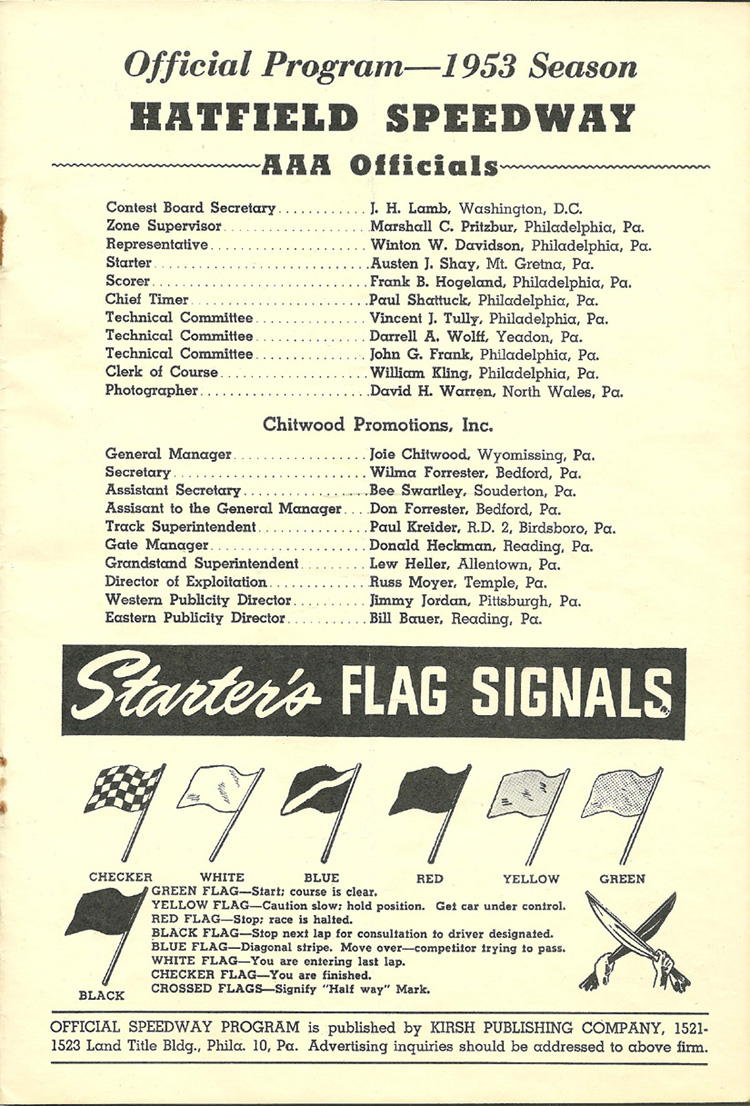 Official Program—1953 Season
HATFIELD SPEEDWAY
AAA Officials
Contest Board Secretary............J. H. Lamb, Washington, D.C.
Zone Supervisor....................Marshall C. Pritzbur, Philadelphia, Pa.
Representative.....................Winton W. Davidson, Philadelphia, Pa.
Starter............................Austen J. Shay, Mt. Gretna, Pa.
Scorer.............................Frank B. Hogeland, Philadelphia, Pa.
Chief Timer........................Paul Shattuck, Philadelphia, Pa.
Technical Committee................Vincent J. Tully, Philadelphia, Pa.
Technical Committee................Darrell A. Wolff, Yeadon, Pa.
Technical Committee................John G. Frank, Philadelphia, Pa.
Clerk of Course....................William Kling, Philadelphia, Pa.
Photographer.......................David H. Warren, North Wales, Pa.
Chitwood Promotions, Inc.
General Manager....................Joie Chitwood, Wyomissing, Pa.
Secretary..........................Wilma Forrester, Bedford, Pa.
Assistant Secretary................Bee Swartley, Souderton, Pa.
Assisant to the General Manager....Don Forrester, Bedford, Pa.
Track Superintendent...............Paul Kreider, R.D. 2, Birdsboro, Pa.
Gate Manager.......................Donald Heckman, Reading, Pa.
Grandstand Superintendent..........Lew Heller, Allentown, Pa.
Director of Exploitation...........Russ Moyer, Temple, Pa.
Western Publicity Director.........Jimmy Jordan, Pittsburgh, Pa.
Eastern Publicity Director.........Bill Bauer, Reading, Pa.
Starter's FLAG SIGNALS
CHECKER WHITE BLUE RED YELLOW GREEN
GREEN FLAG—Start; course is clear.
YELLOW FLAG—Caution slow; hold position. Get car under control.
RED FLAG—Stop; race is halted.
BLACK FLAG—Stop next lap for consultation to driver designated.
BLUE FLAG—Diagonal stripe. Move over—competitor trying to pass.
WHITE FLAG—You are entering last lap.
CHECKER FLAG—You are finished.
CROSSED FLAGS—Signify "Half way" Mark.
BLACK
OFFICIAL SPEEDWAY PROGRAM is published by KIRSH PUBLISHING COMPANY, 1521-
1523 Land Title Bldg., Phila. 10, Pa. Advertising inquiries should be addressed to above firm.